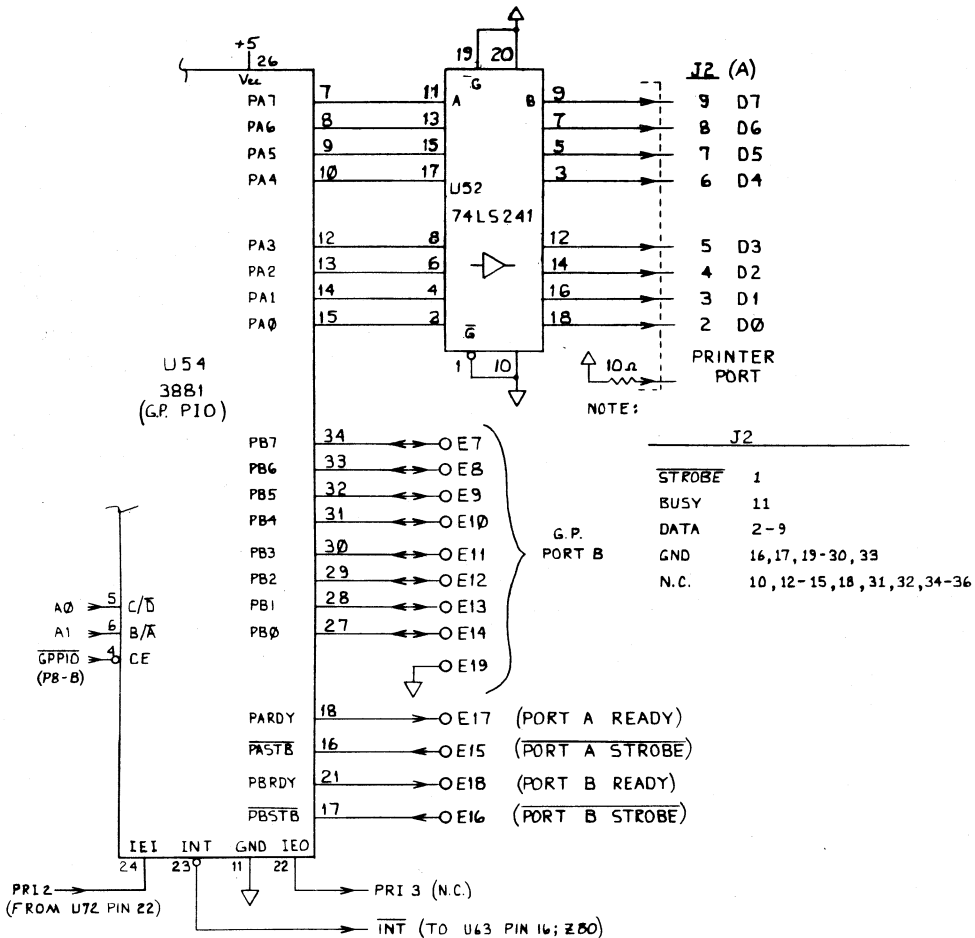 +5
26
Vcc
19 20
G
J2 (A)
PA7 7 11 A B 9 9 D7
PA6 8 13 7 8 D6
PA5 9 15 5 7 D5
PA4 10 17 3 6 D4
U52
74LS241
PA3 12 8 12 5 D3
PA2 13 6 14 4 D2
PA1 14 4 16 3 D1
PA0 15 2 18 2 D0
G
1 10
10Ω
PRINTER
PORT
NOTE:
U54
3881
(G.P. PIO)
J2
STROBE 1
BUSY 11
DATA 2-9
GND 16,17,19-30,33
N.C. 10,12-15,18,31,32,34-36
PB7 34 E7
PB6 33 E8
PB5 32 E9
PB4 31 E10
PB3 30 E11
PB2 29 E12
PB1 28 E13
PB0 27 E14
E19
G.P.
PORT B
A0 5 C/D
A1 6 B/A
GPPIO 4 CE
(P8-B)
PARDY 18 E17 (PORT A READY)
PASTB 16 E15 (PORT A STROBE)
PBRDY 21 E18 (PORT B READY)
PBSTB 17 E16 (PORT B STROBE)
IEI INT GND IEO
24 23 11 22
PRI2
(FROM U72 PIN 22)
PRI 3 (N.C.)
INT (TO U63 PIN 16; Z80)